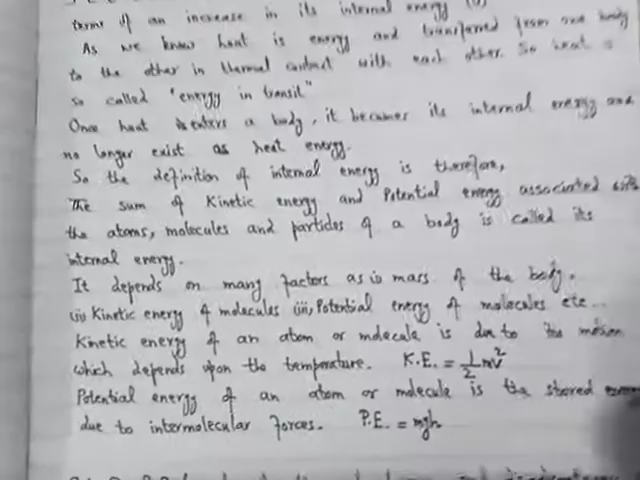 terms of an increase in its internal energy (U)
As we know heat is energy and transferred from one body
to the other in thermal contact with each other. So heat is
so called "energy in transit"
Once heat enters a body, it becomes its internal energy and
no longer exist as heat energy.
So the definition of internal energy is therefore,
The sum of Kinetic energy and Potential energy associated with
the atoms, molecules and particles of a body is called its
internal energy.
It depends on many factors as (i) mass of the body.
(ii) Kinetic energy of molecules (iii) Potential energy of molecules etc..
Kinetic energy of an atom or molecule is due to its motion
which depends upon the temperature. K.E. = 1/2 mv²
Potential energy of an atom or molecule is the stored energy
due to intermolecular forces. P.E. = mgh